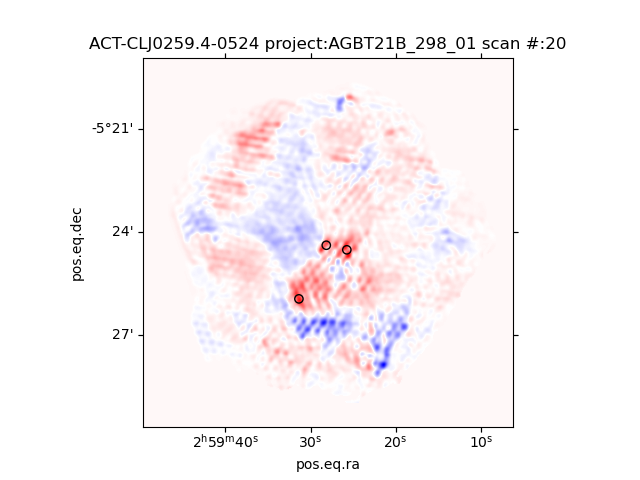 ACT-CLJ0259.4-0524 project:AGBT21B_298_01 scan #:20
-5°21'
24'
27'
pos.eq.dec
2ʰ59ᵐ40ˢ 30ˢ 20ˢ 10ˢ
pos.eq.ra